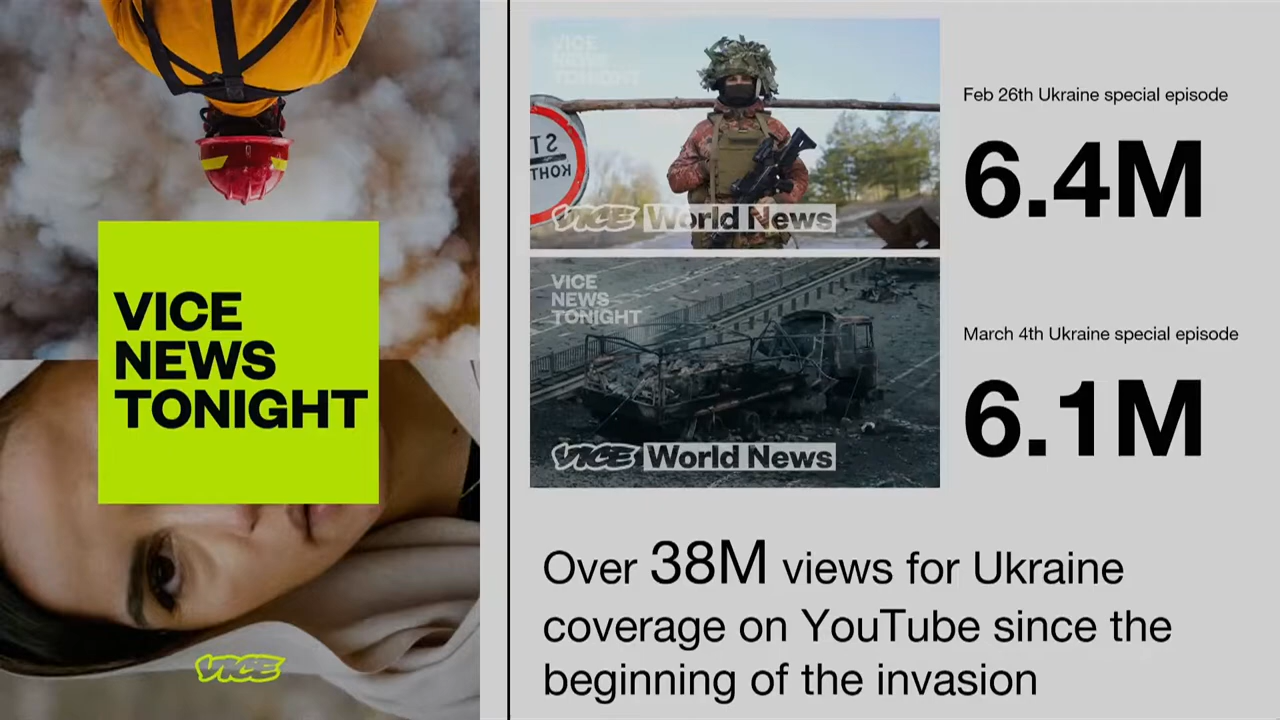 VICE
NEWS
TONIGHT
VICE
VICE
NEWS
TONIGHT
VICE World News
Feb 26th Ukraine special episode
6.4M
VICE
NEWS
TONIGHT
VICE World News
March 4th Ukraine special episode
6.1M
Over 38M views for Ukraine
coverage on YouTube since the
beginning of the invasion